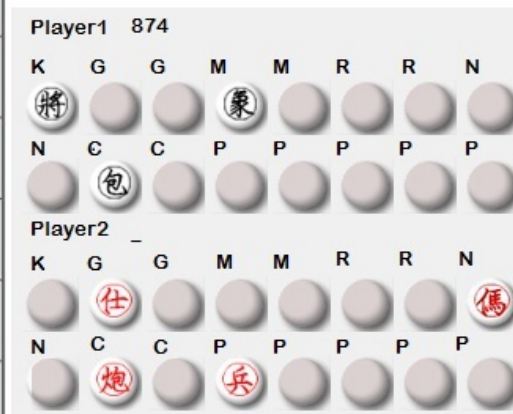 Player1 874
K G G M M R R N
將 象
N C C P P P P P
包
Player2 _
K G G M M R R N
仕 傌
N C C P P P P P
炮 兵